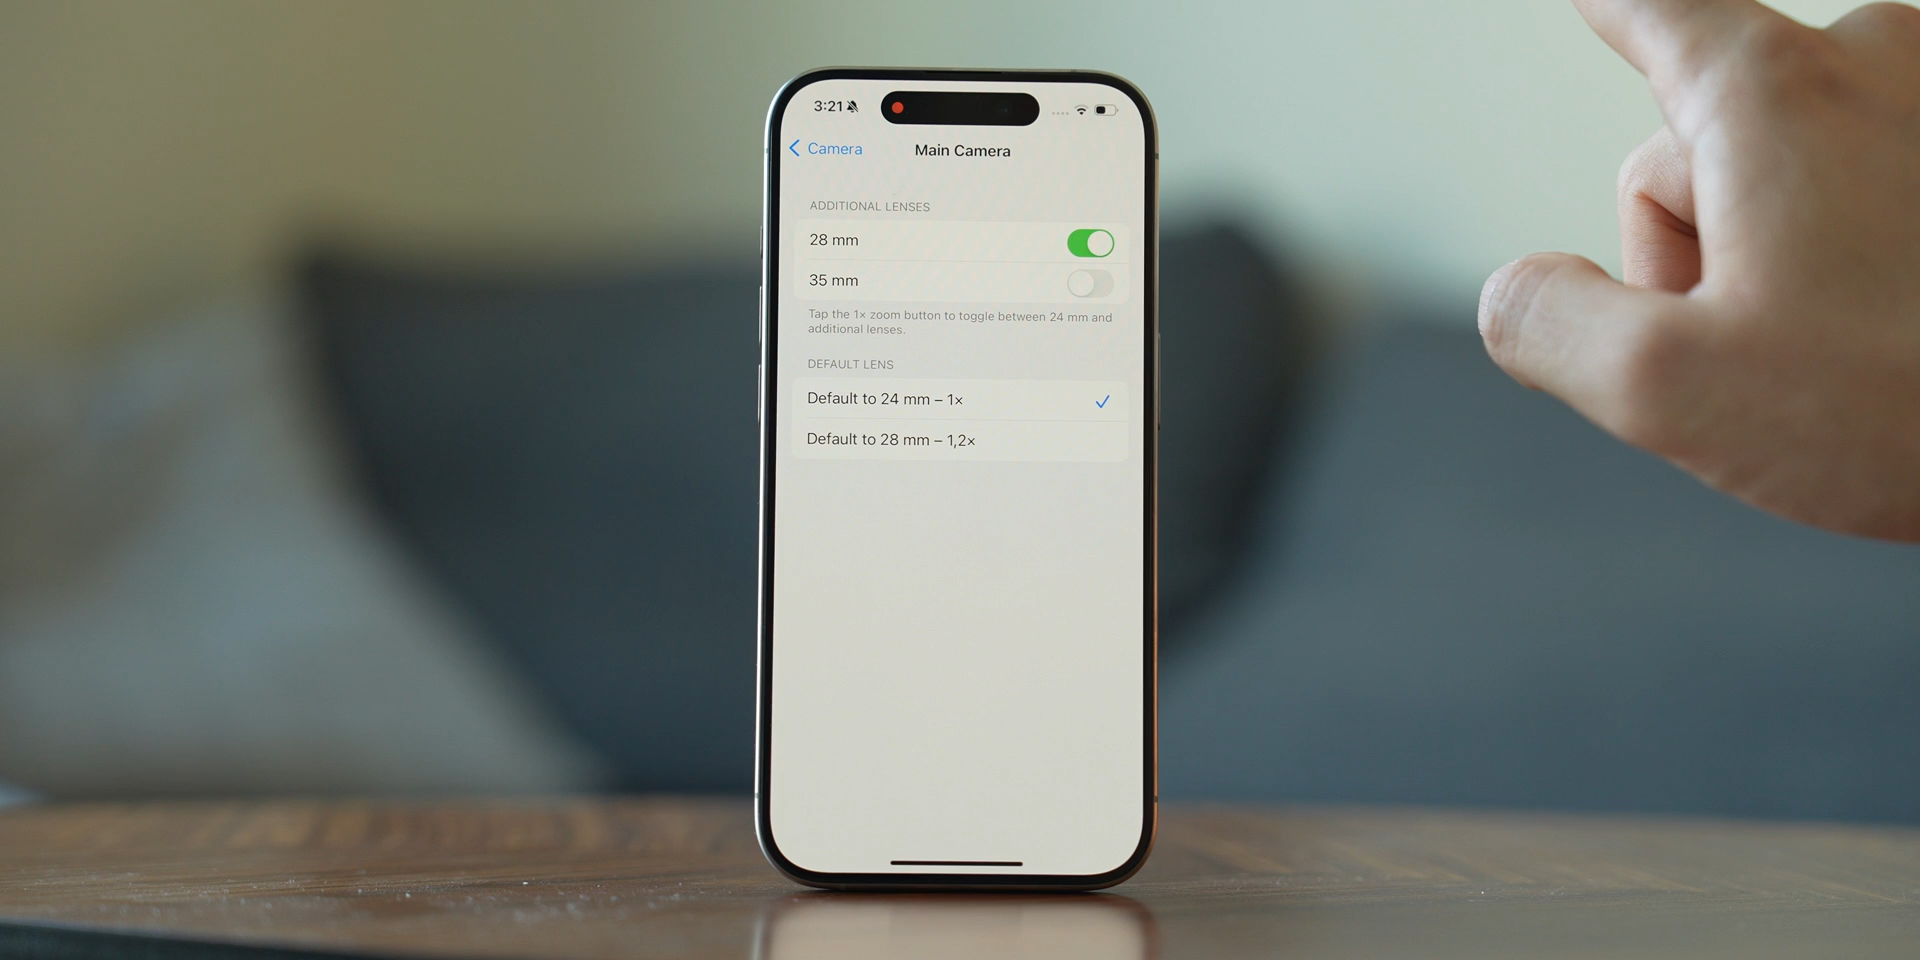 3:21
Camera
Main Camera
ADDITIONAL LENSES
28 mm
35 mm
Tap the 1× zoom button to toggle between 24 mm and
additional lenses.
DEFAULT LENS
Default to 24 mm – 1×
Default to 28 mm – 1,2×